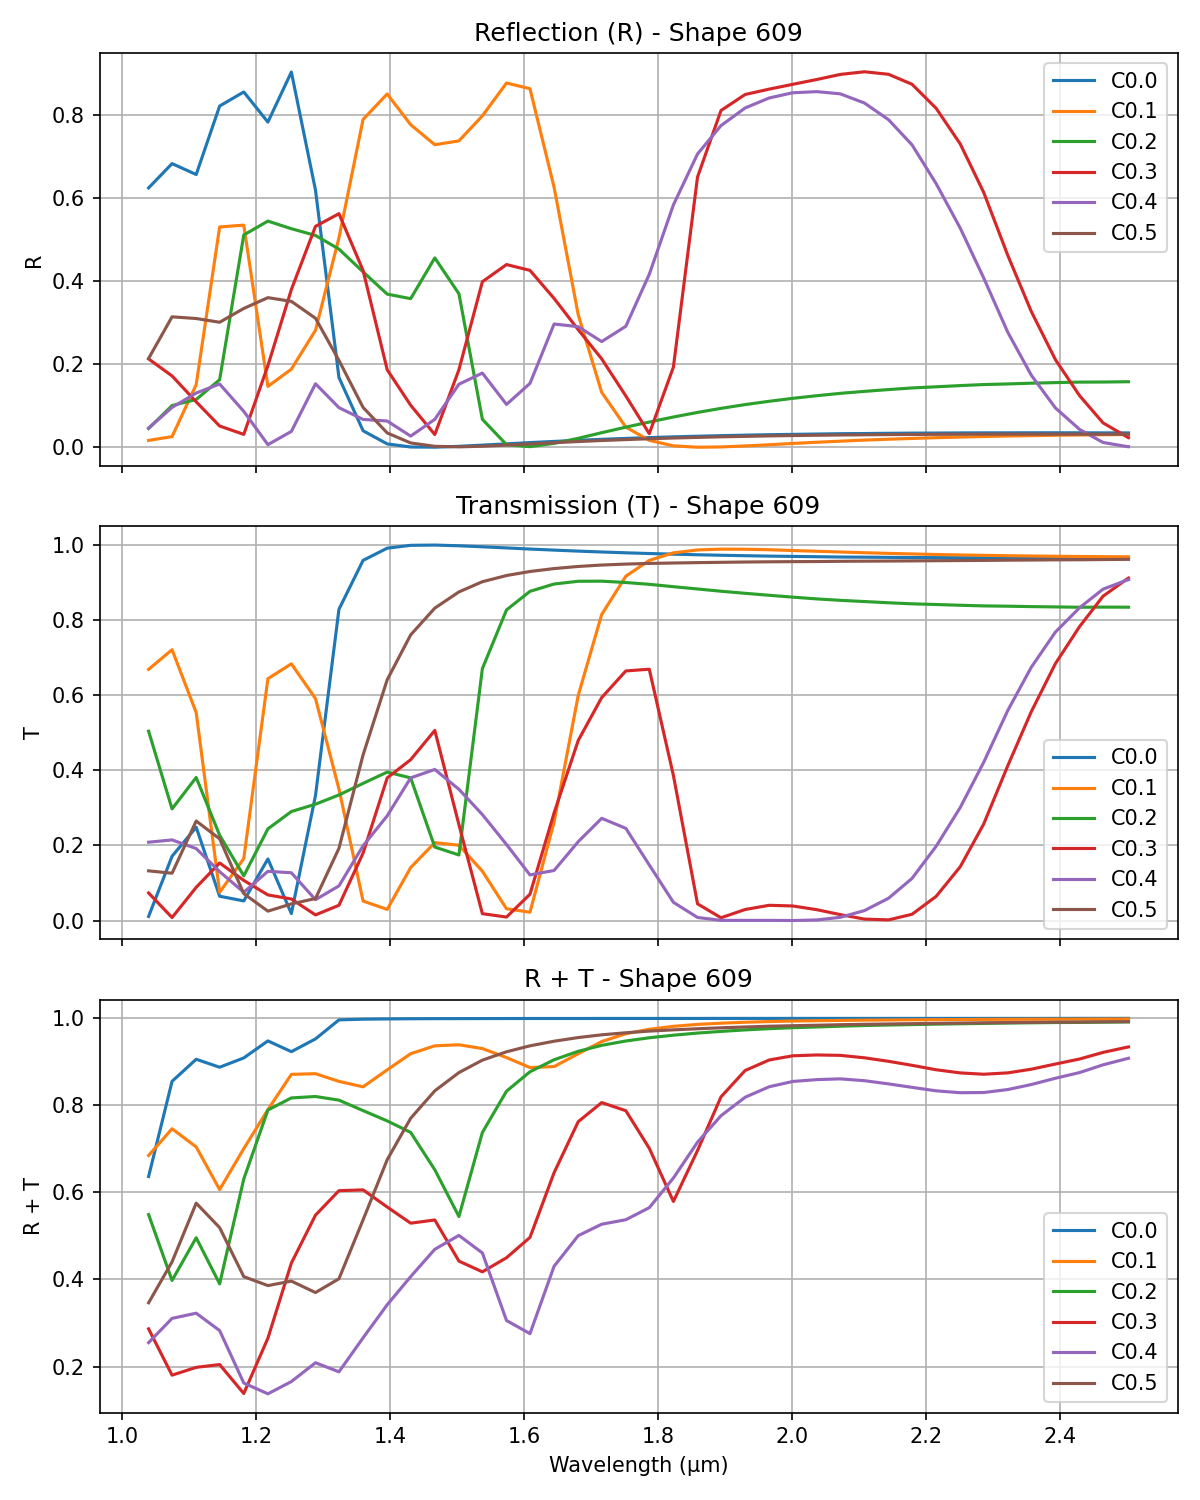 Reflection (R) - Shape 609
0.8
0.6
0.4
0.2
0.0
R
C0.0
C0.1
C0.2
C0.3
C0.4
C0.5
Transmission (T) - Shape 609
1.0
0.8
0.6
0.4
0.2
0.0
T
C0.0
C0.1
C0.2
C0.3
C0.4
C0.5
R + T - Shape 609
1.0
0.8
0.6
0.4
0.2
R + T
C0.0
C0.1
C0.2
C0.3
C0.4
C0.5
1.0 1.2 1.4 1.6 1.8 2.0 2.2 2.4
Wavelength (μm)